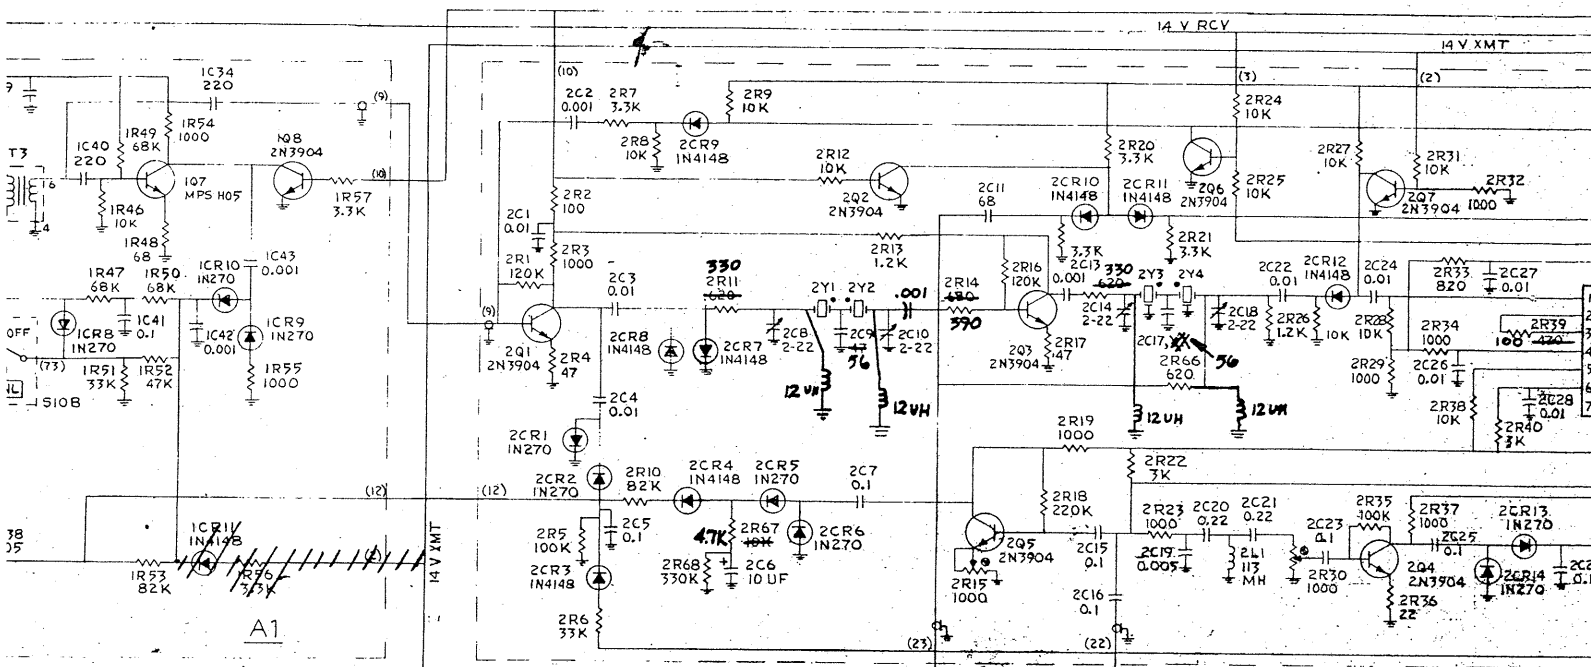 14 V RCV
14 V XMT
(10)
(3)
(2)
1C34
220
(9)
1R54
1000
1R49
68K
1C40
220
T3
1Q7
MPS H05
1Q8
2N3904
(10)
1R57
3.3K
1R46
10K
1R48
68
1C43
0.001
1R47
68K
1R50
68K
1CR10
1N270
1C41
0.1
1C42
0.001
1CR9
1N270
1CR8
1N270
OFF
(73)
1R51
33K
1R52
47K
1R55
1000
S10B
(12)
1CR11
1N4148
1R53
82K
1R56
3.3K
14 V XMT
A1
2C2
0.001
2R7
3.3K
2R9
10K
2R8
10K
2CR9
1N4148
2R12
10K
2Q2
2N3904
2R20
3.3K
2Q6
2N3904
2R24
10K
2R25
10K
2R27
10K
2R31
10K
2Q7
2N3904
2R32
1000
2R2
100
2C1
0.01
2R3
1000
2R1
120K
(9)
2Q1
2N3904
2R4
47
2C3
0.01
330
2R11
620
2CR8
1N4148
2CR7
1N4148
2C8
2-22
2Y1
2Y2
2C9
47
36
2C10
2-22
.001
12 UH
12 UH
2R13
1.2K
2R14
680
390
2R16
120K
2Q3
2N3904
2R17
47
2C11
68
2CR10
1N4148
2CR11
1N4148
3.3K
2R21
3.3K
2C13
0.001
330
620
2C14
2-22
2Y3
2Y4
2C17,
56
2C18
2-22
2R66
620
12 UH
12 UH
2C22
0.01
2CR12
1N4148
2C24
0.01
2R26
1.2K
10K
2R28
10K
2R29
1000
2R33
820
2C27
0.01
2R34
1000
2C26
0.01
2R39
100 470
2R38
10K
2R40
3K
2C28
0.01
1
2
3
4
5
6
7
2C4
0.01
2CR1
1N270
2CR2
1N270
(12)
2R10
82K
2CR4
1N4148
2CR5
1N270
2C7
0.1
2R5
100K
2C5
0.1
4.7K
2R67
10K
2CR6
1N270
2CR3
1N4148
2R68
330K
2C6
10 UF
2R6
33K
2R19
1000
2R18
220K
2R22
3K
2Q5
2N3904
2R15
1000
2C15
0.1
2C16
0.1
(23)
(22)
2R23
1000
2C19
0.005
2C20
0.22
2C21
0.22
2L1
113
MH
2C23
0.1
2R30
1000
2R35
100K
2Q4
2N3904
2R36
22
2R37
1000
2C25
0.1
2CR13
1N270
2CR14
1N270